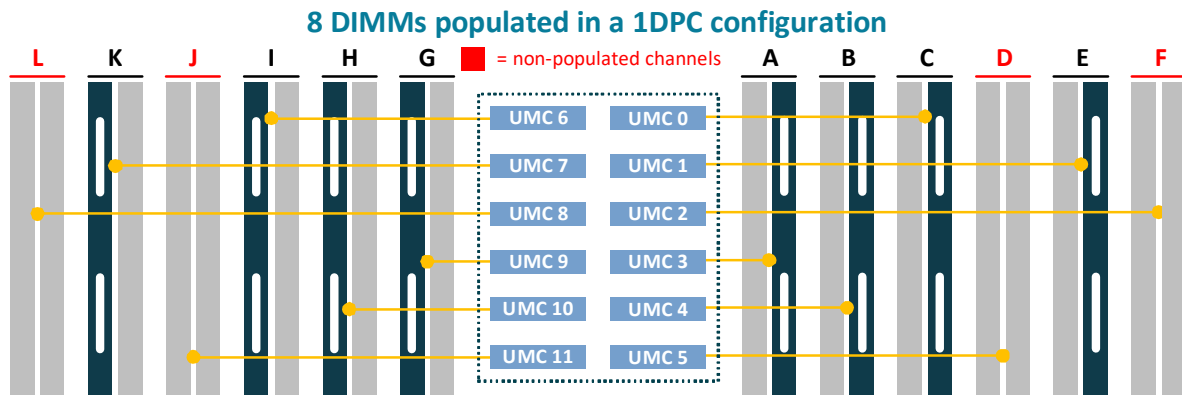 8 DIMMs populated in a 1DPC configuration
L K J I H G = non-populated channels A B C D E F
UMC 6 UMC 0
UMC 7 UMC 1
UMC 8 UMC 2
UMC 9 UMC 3
UMC 10 UMC 4
UMC 11 UMC 5